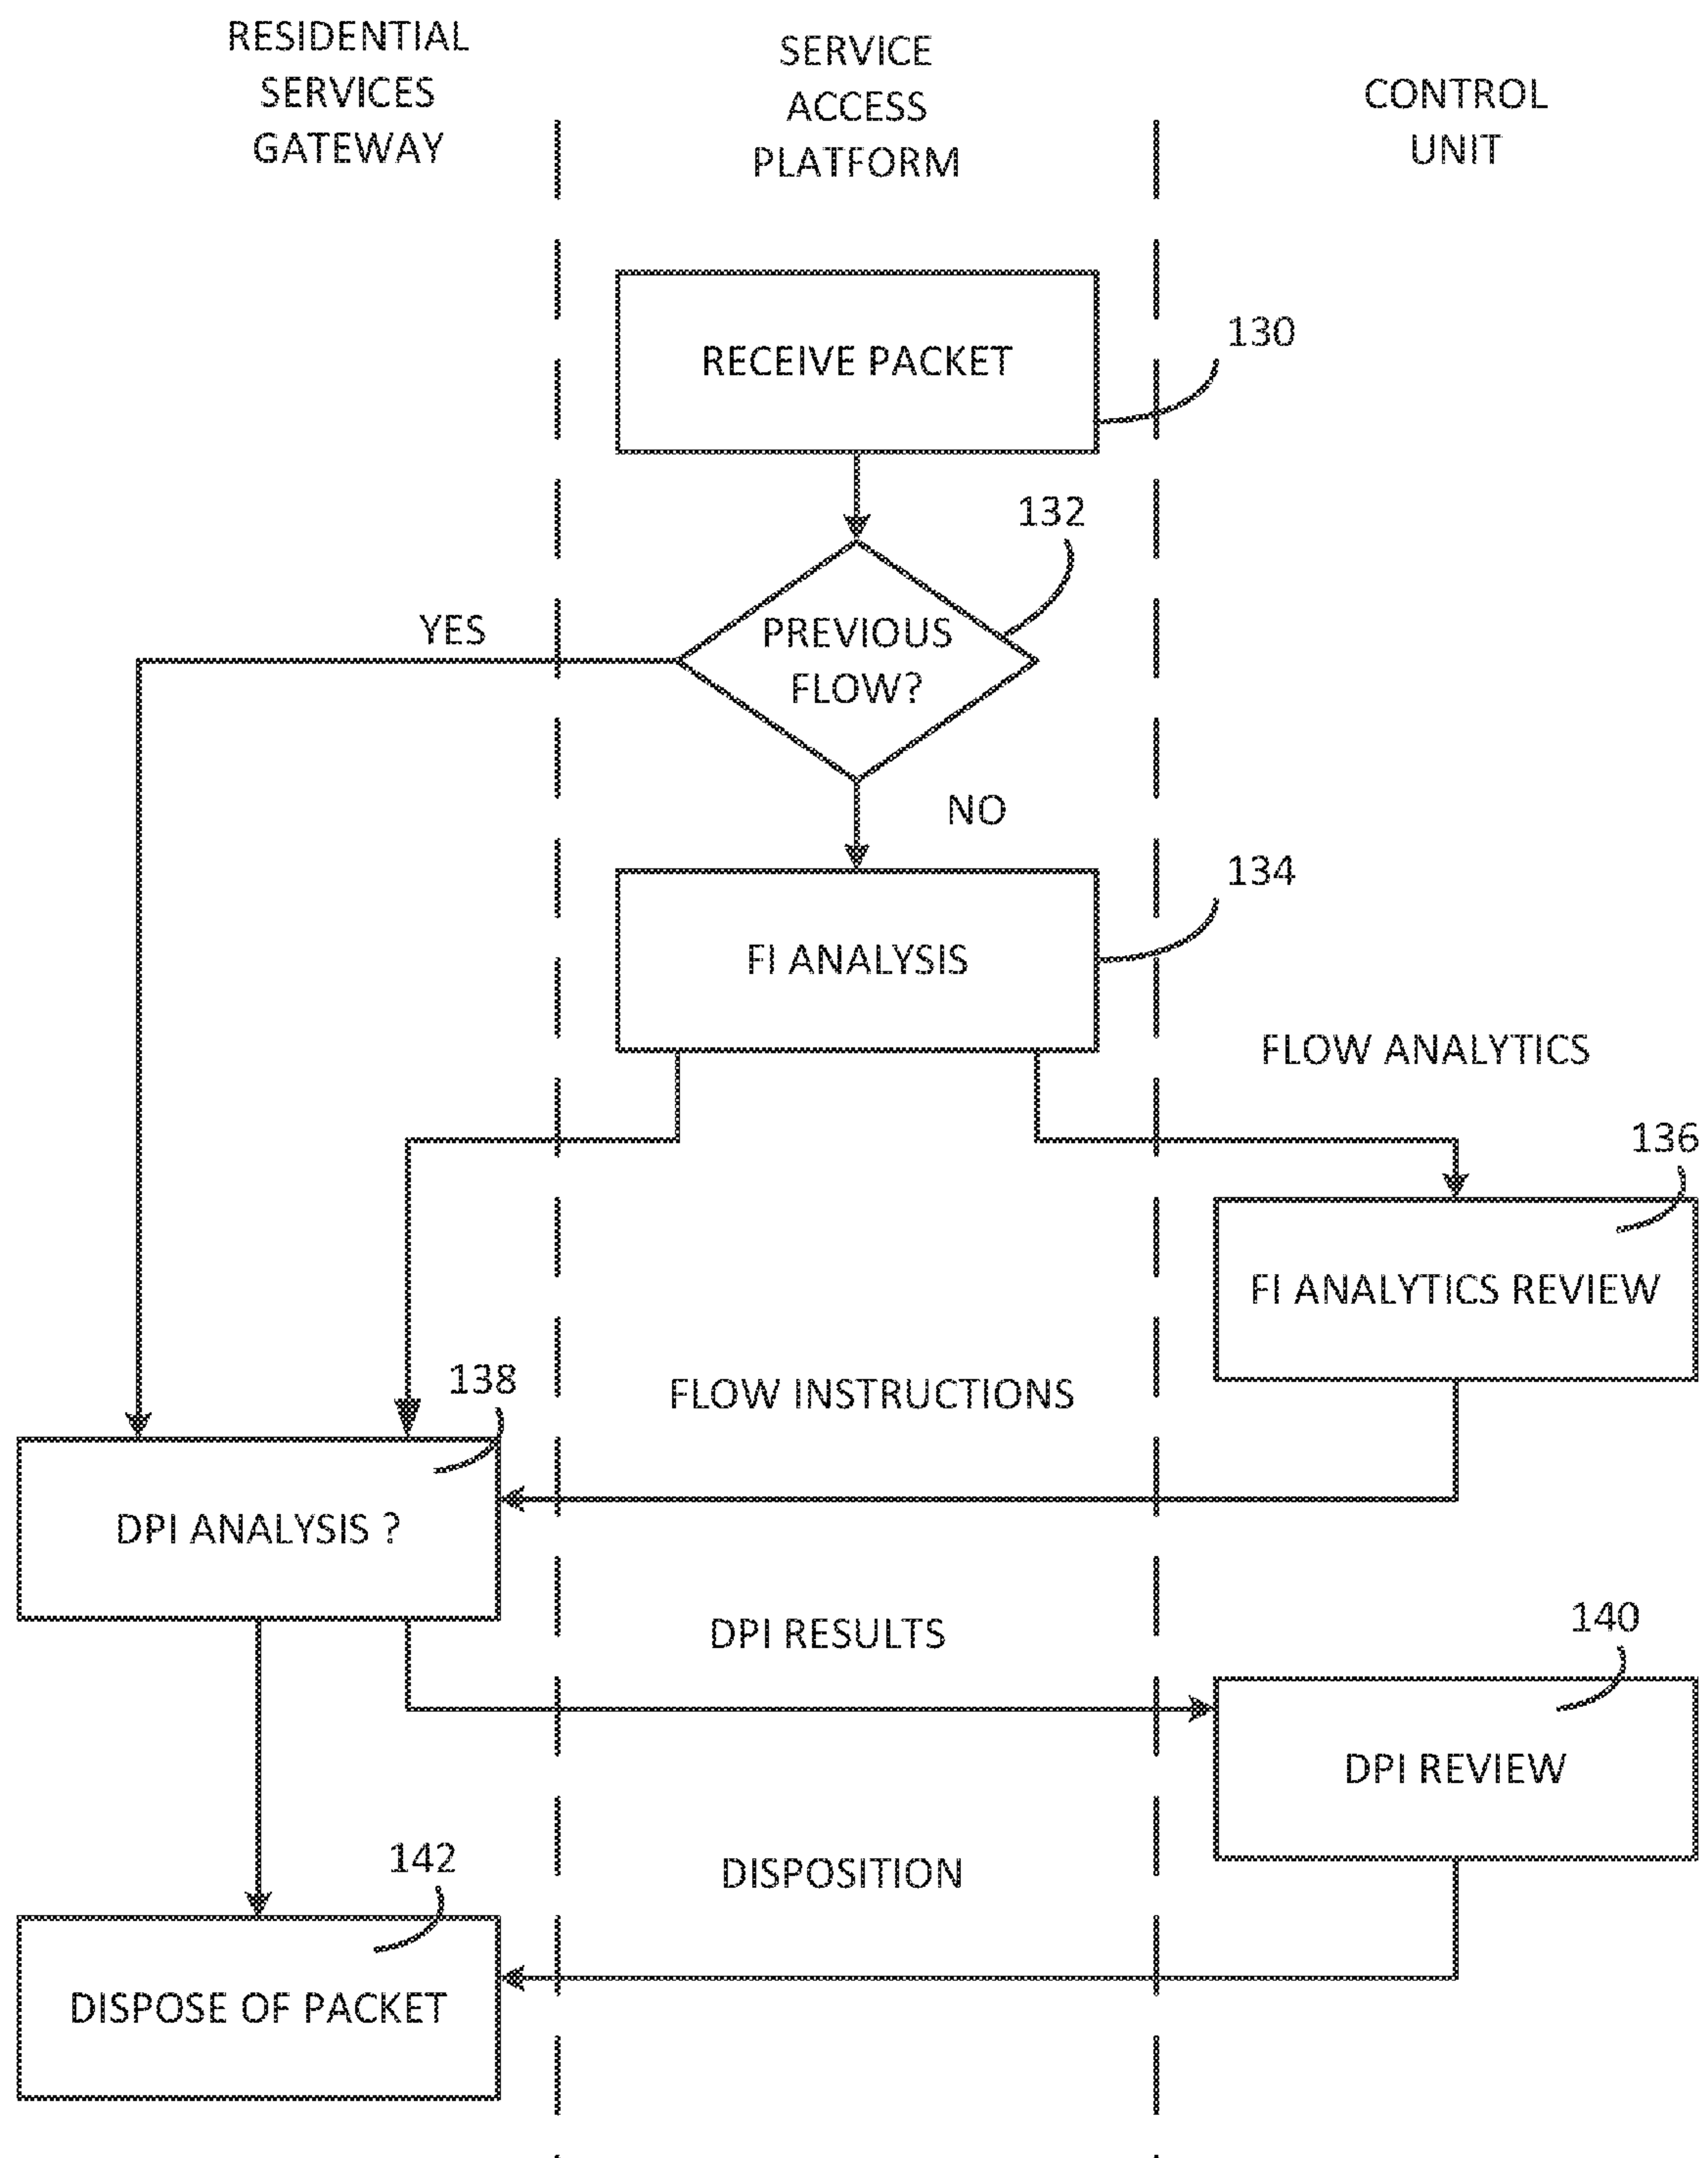 RESIDENTIAL
SERVICES
GATEWAY
SERVICE
ACCESS
PLATFORM
CONTROL
UNIT
RECEIVE PACKET
130
132
PREVIOUS
FLOW?
YES
NO
134
FI ANALYSIS
FLOW ANALYTICS
136
FI ANALYTICS REVIEW
138
FLOW INSTRUCTIONS
DPI ANALYSIS ?
DPI RESULTS
140
DPI REVIEW
142
DISPOSITION
DISPOSE OF PACKET